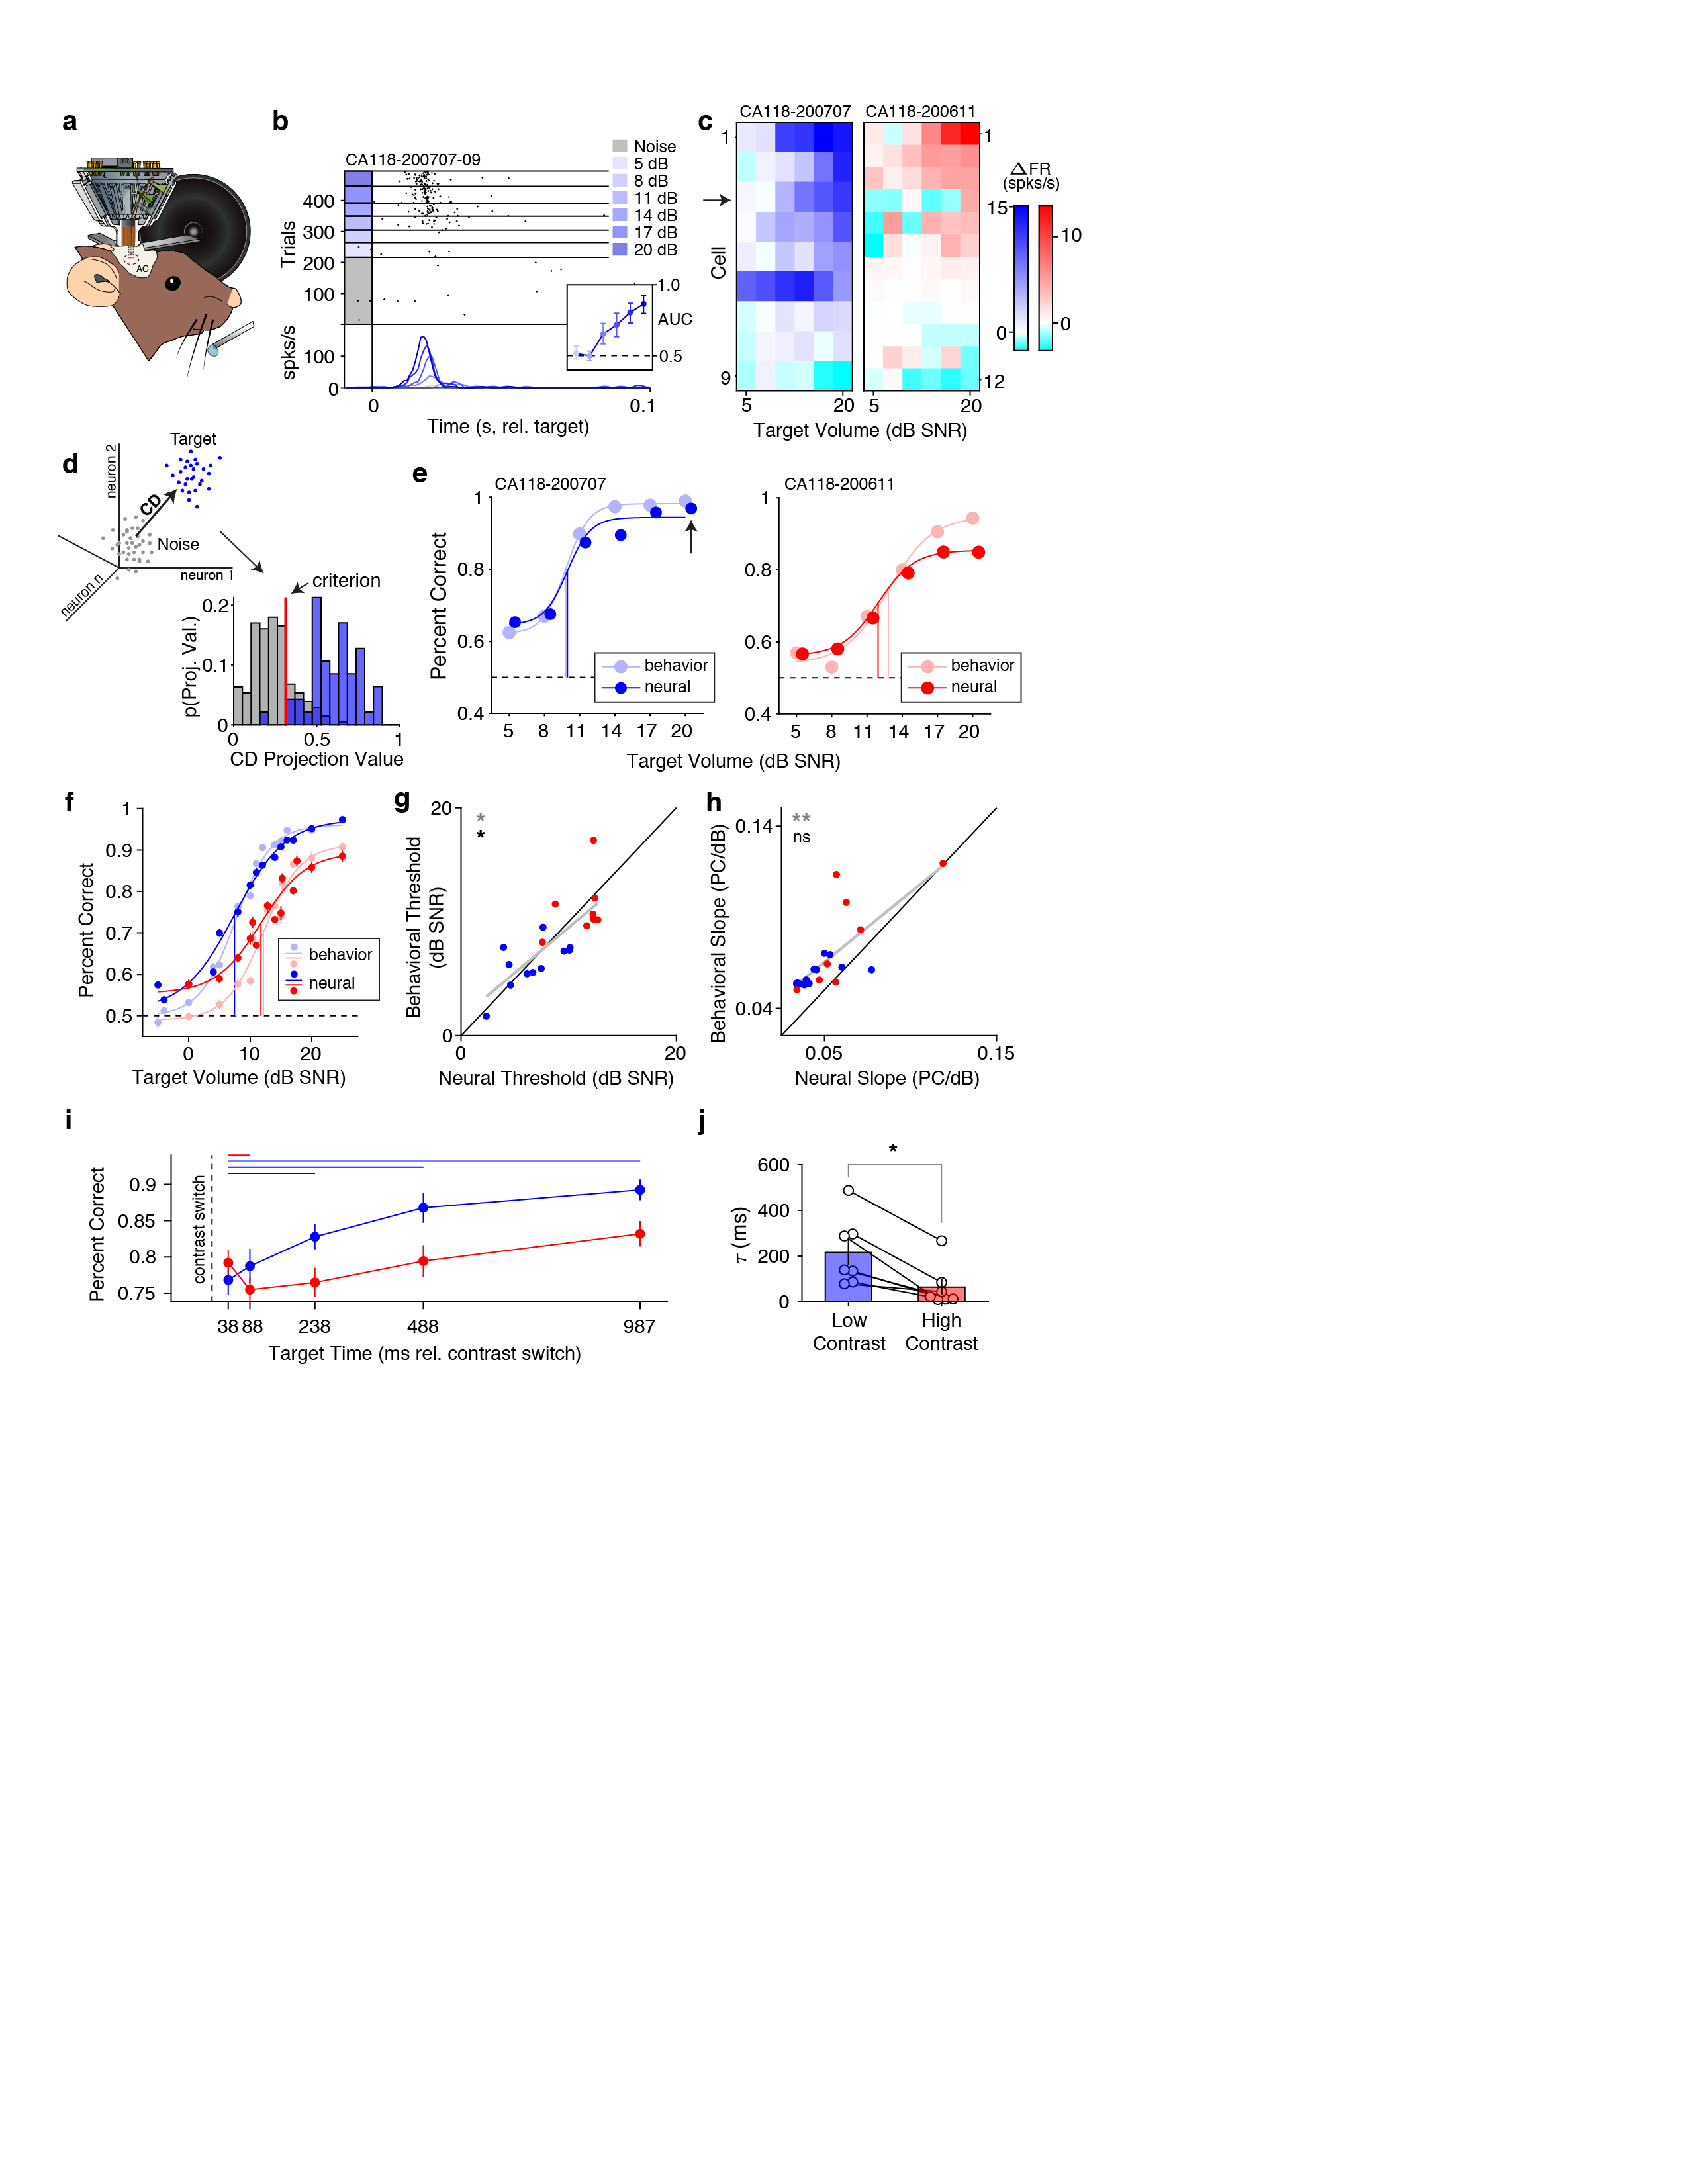 a
AC
b
CA118-200707-09
Noise
5 dB
8 dB
11 dB
14 dB
17 dB
20 dB
Trials
400
300
200
100
spks/s
100
0
1.0
AUC
0.5
0
0.1
Time (s, rel. target)
c
CA118-200707
CA118-200611
1
9
1
12
Cell
5
20
5
20
Target Volume (dB SNR)
ΔFR
(spks/s)
15
0
10
0
d
Target
neuron 2
CD
Noise
neuron 1
neuron n
criterion
p(Proj. Val.)
0.2
0.1
0
0
0.5
1
CD Projection Value
e
CA118-200707
CA118-200611
Percent Correct
1
0.8
0.6
0.4
behavior
neural
5 8 11 14 17 20
1
0.8
0.6
0.4
behavior
neural
5 8 11 14 17 20
Target Volume (dB SNR)
f
Percent Correct
1
0.9
0.8
0.7
0.6
0.5
behavior
neural
0
10
20
Target Volume (dB SNR)
g
Behavioral Threshold
(dB SNR)
20
0
*
*
0
20
Neural Threshold (dB SNR)
h
Behavioral Slope (PC/dB)
0.14
0.04
**
ns
0.05
0.15
Neural Slope (PC/dB)
i
Percent Correct
0.9
0.85
0.8
0.75
contrast switch
38 88 238 488 987
Target Time (ms rel. contrast switch)
j
*
τ (ms)
600
400
200
0
Low
Contrast
High
Contrast